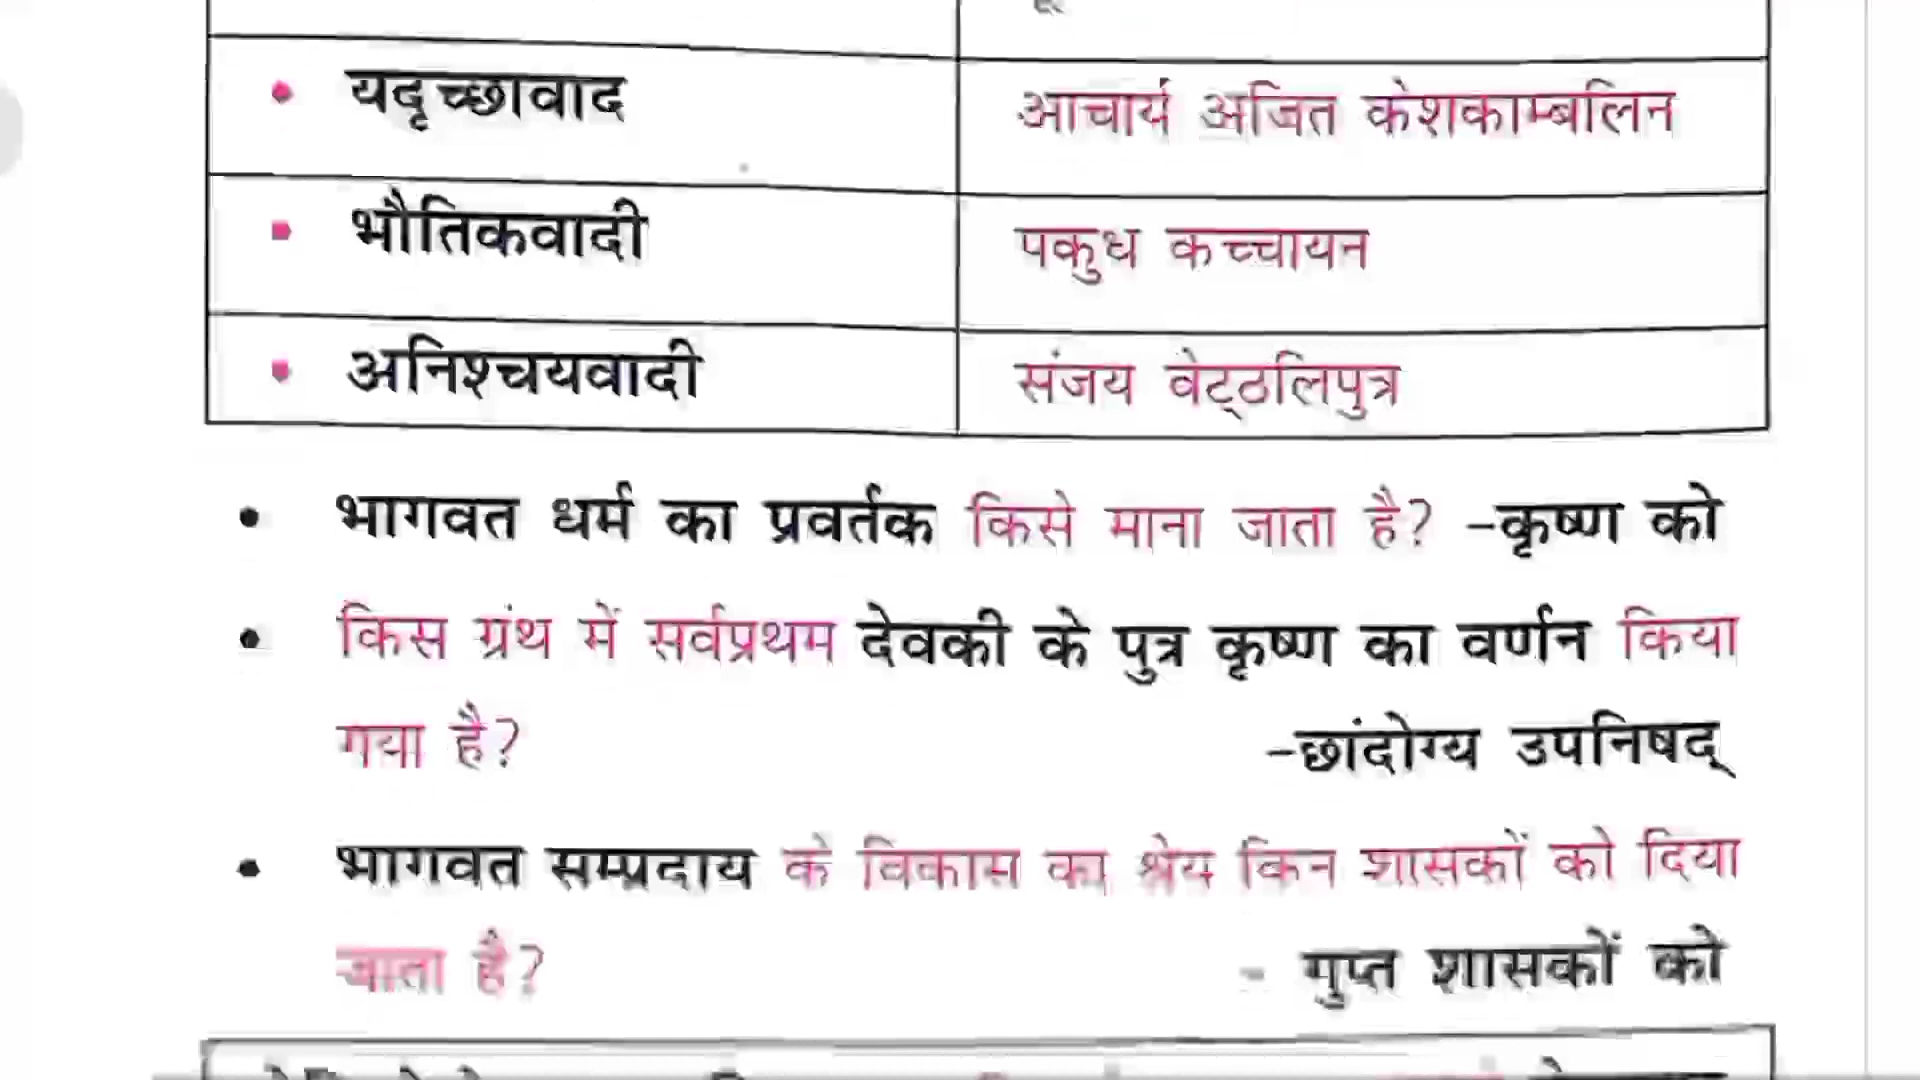 यदृच्छावाद आचार्य अजित केशकाम्बलिन
भौतिकवादी पकुध कच्चायन
अनिश्चयवादी संजय वेट्ठलिपुत्र
भागवत धर्म का प्रवर्तक किसे माना जाता है? -कृष्ण को
किस ग्रंथ में सर्वप्रथम देवकी के पुत्र कृष्ण का वर्णन किया
गया है? -छांदोग्य उपनिषद्
भागवत सम्प्रदाय के विकास का श्रेय किन शासकों को दिया
जाता है? - गुप्त शासकों को